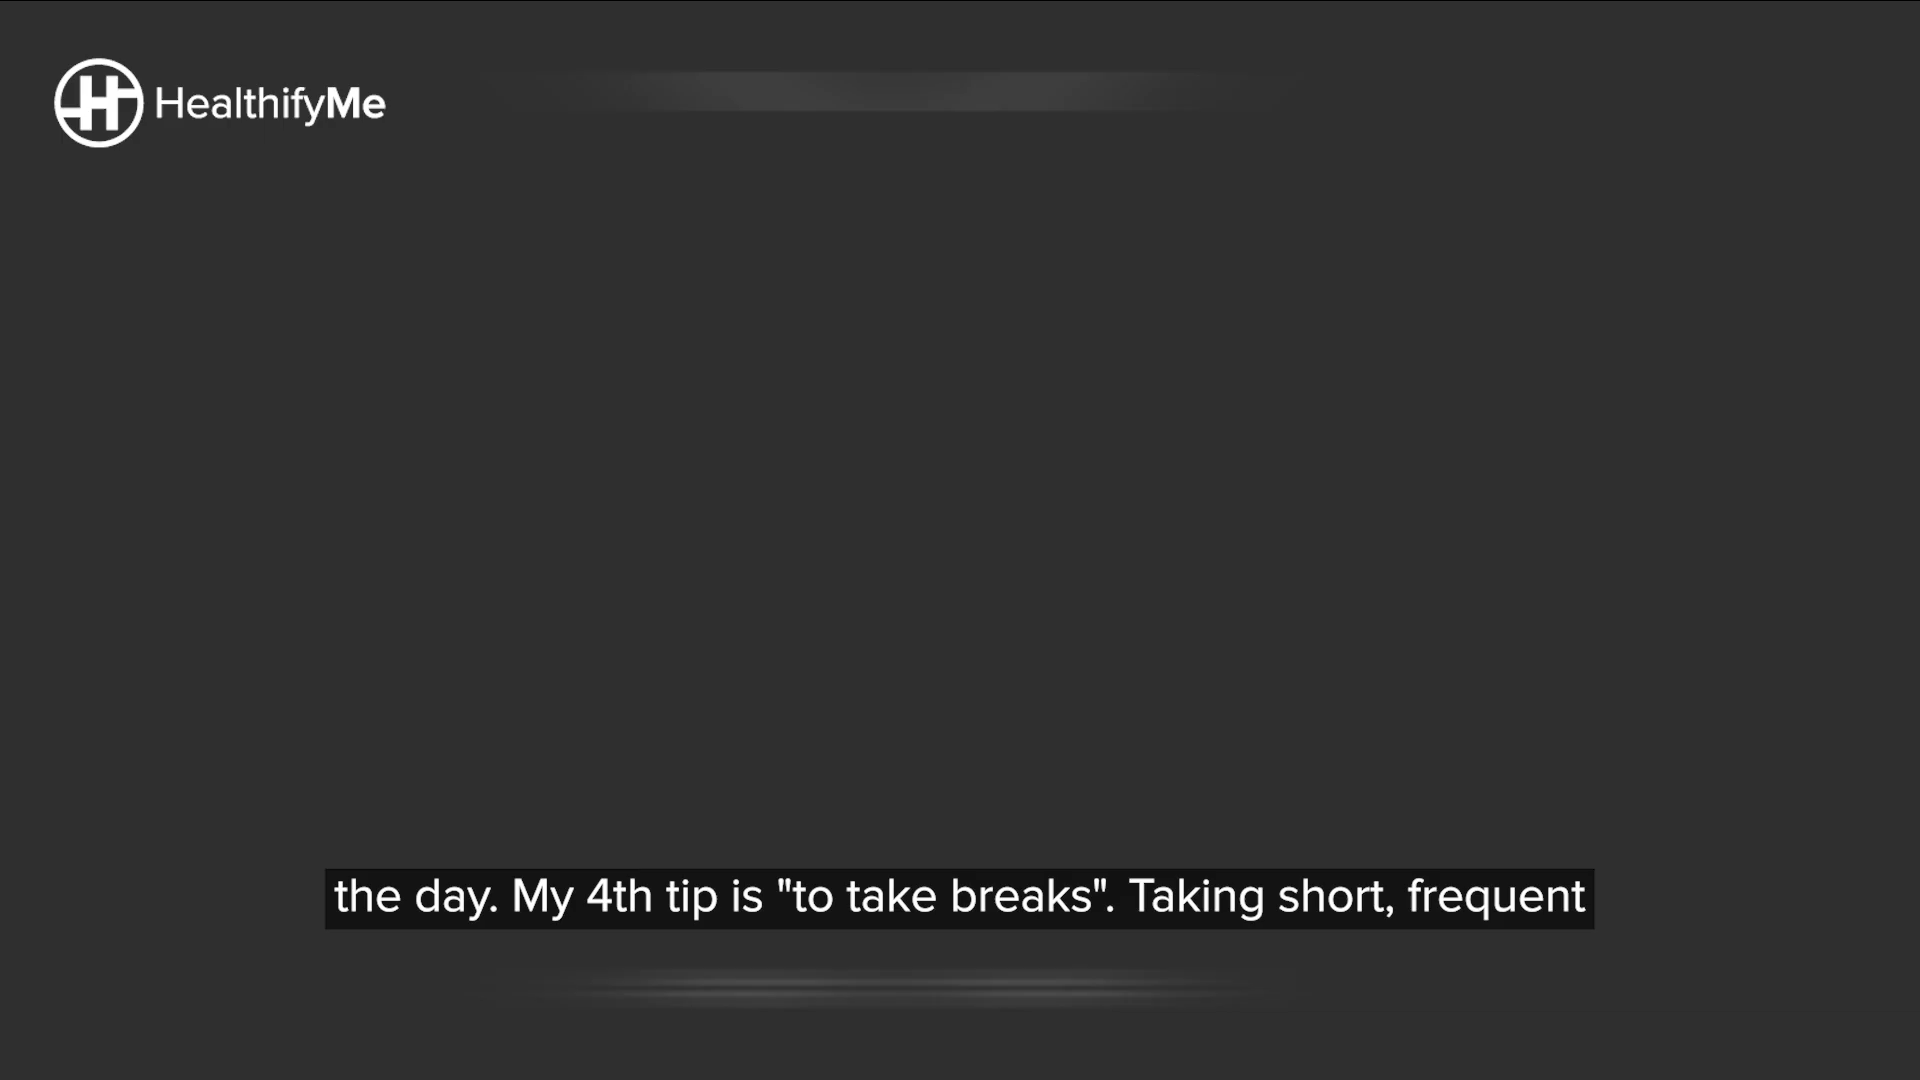 HealthifyMe
the day. My 4th tip is "to take breaks". Taking short, frequent